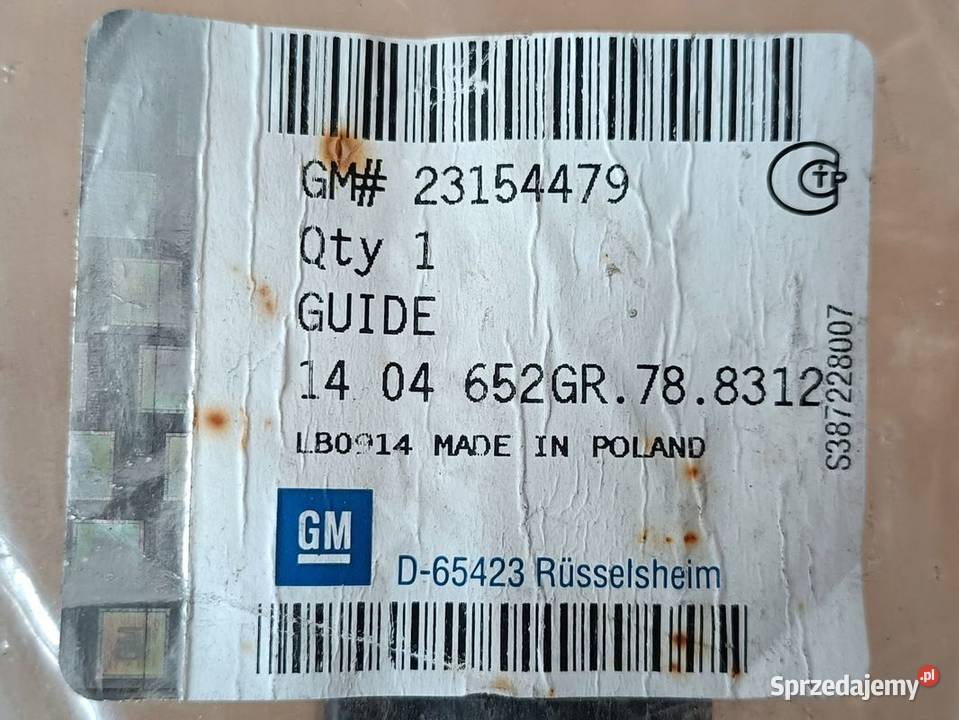 GM# 23154479
Qty 1
GUIDE
14 04 652GR.78.8312
LB0914 MADE IN POLAND
S387228007
GM
D-65423 Rüsselsheim
Sprzedajemy.pl